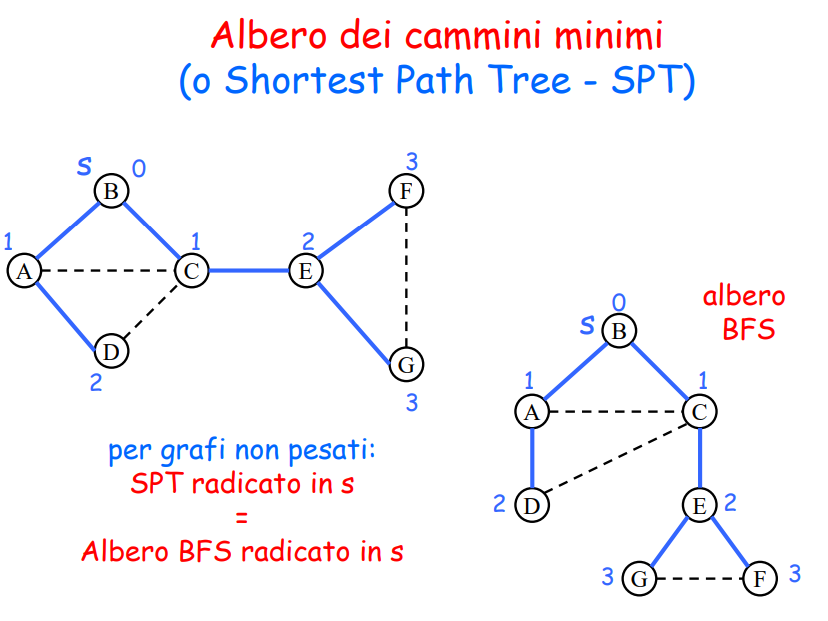 Albero dei cammini minimi
(o Shortest Path Tree - SPT)
s 0
B
3
F
1
A
1
C
2
E
D
2
G
3
per grafi non pesati:
SPT radicato in s
=
Albero BFS radicato in s
albero
BFS
0
s B
1
A
1
C
2 D
E 2
3 G
F 3